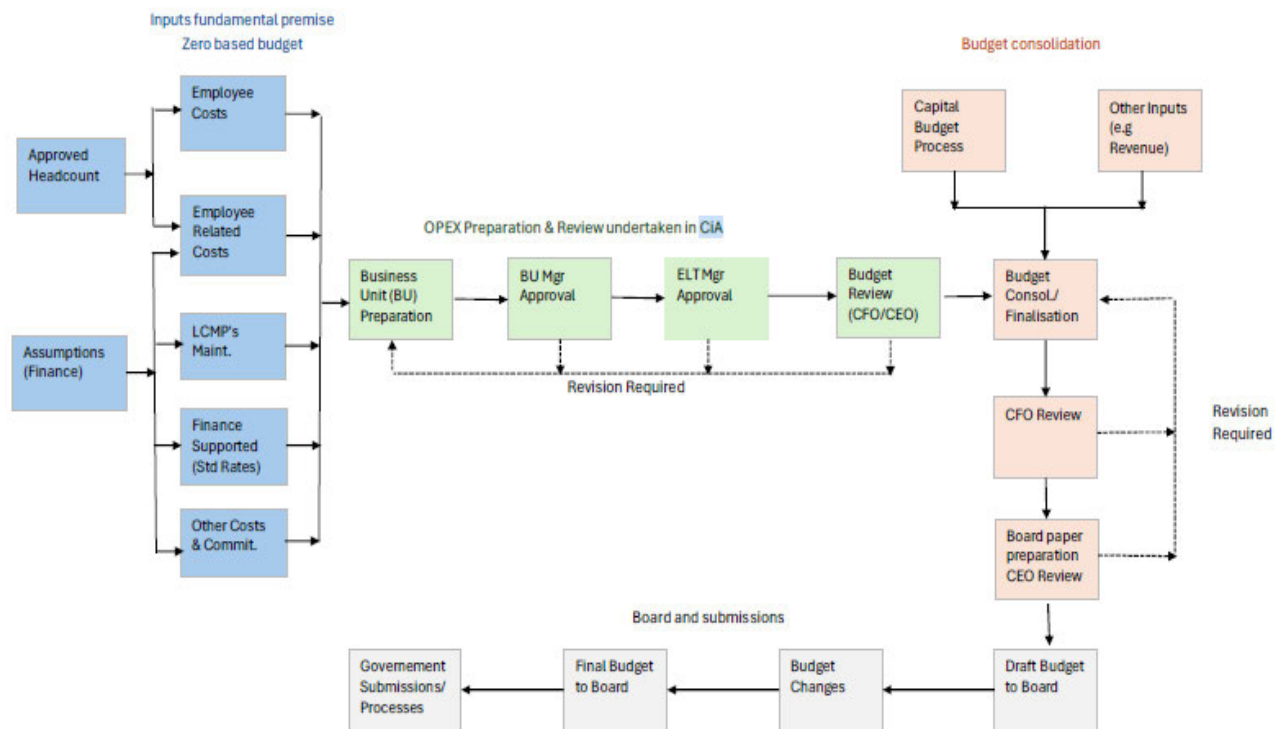 Inputs fundamental premise
Zero based budget
Budget consolidation
Employee
Costs
Capital
Budget
Process
Other Inputs
(e.g
Revenue)
Approved
Headcount
Employee
Related
Costs
OPEX Preparation & Review undertaken in CiA
Business
Unit (BU)
Preparation
BU Mgr
Approval
ELT Mgr
Approval
Budget
Review
(CFO/CEO)
Budget
Consol./
Finalisation
Assumptions
(Finance)
LCMP's
Maint.
Revision Required
Finance
Supported
(Std Rates)
CFO Review
Revision
Required
Other Costs
& Commit.
Board paper
preparation
CEO Review
Board and submissions
Governement
Submissions/
Processes
Final Budget
to Board
Budget
Changes
Draft Budget
to Board